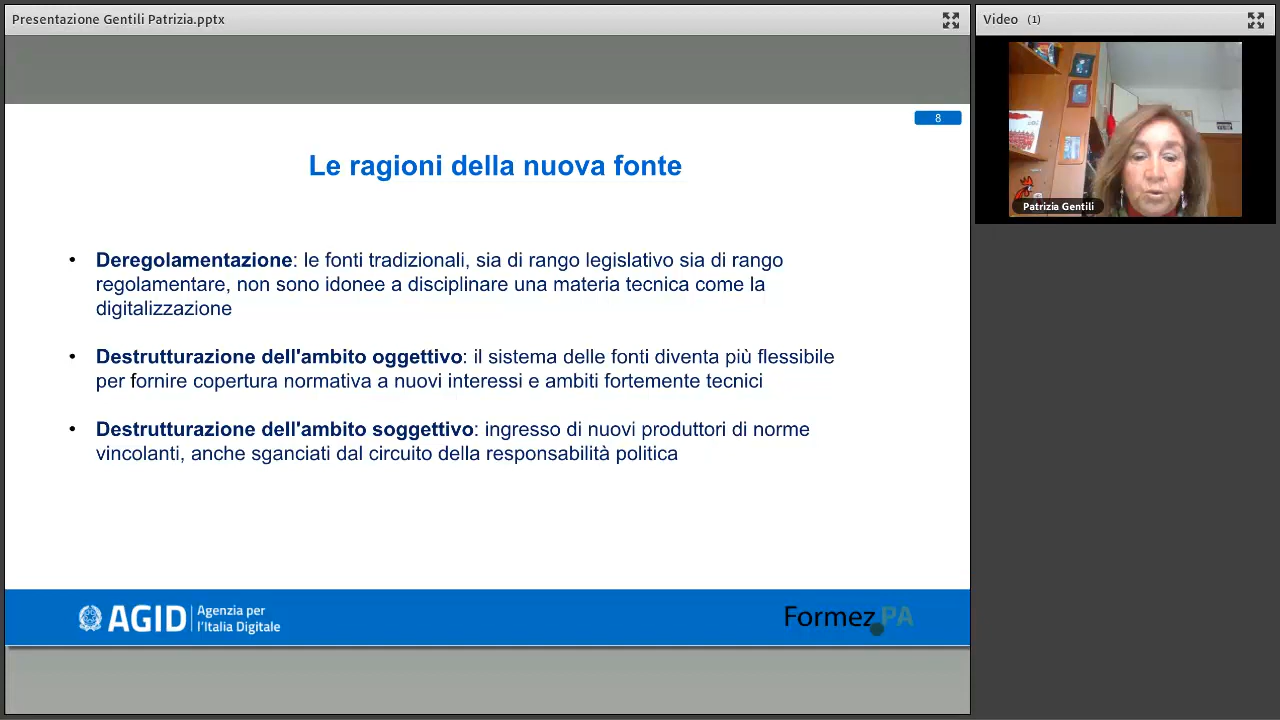 Presentazione Gentili Patrizia.pptx
Video (1)
8
Le ragioni della nuova fonte
• Deregolamentazione: le fonti tradizionali, sia di rango legislativo sia di rango
regolamentare, non sono idonee a disciplinare una materia tecnica come la
digitalizzazione
• Destrutturazione dell'ambito oggettivo: il sistema delle fonti diventa più flessibile
per fornire copertura normativa a nuovi interessi e ambiti fortemente tecnici
• Destrutturazione dell'ambito soggettivo: ingresso di nuovi produttori di norme
vincolanti, anche sganciati dal circuito della responsabilità politica
Patrizia Gentili
AGID
Agenzia per
l'Italia Digitale
Formez PA